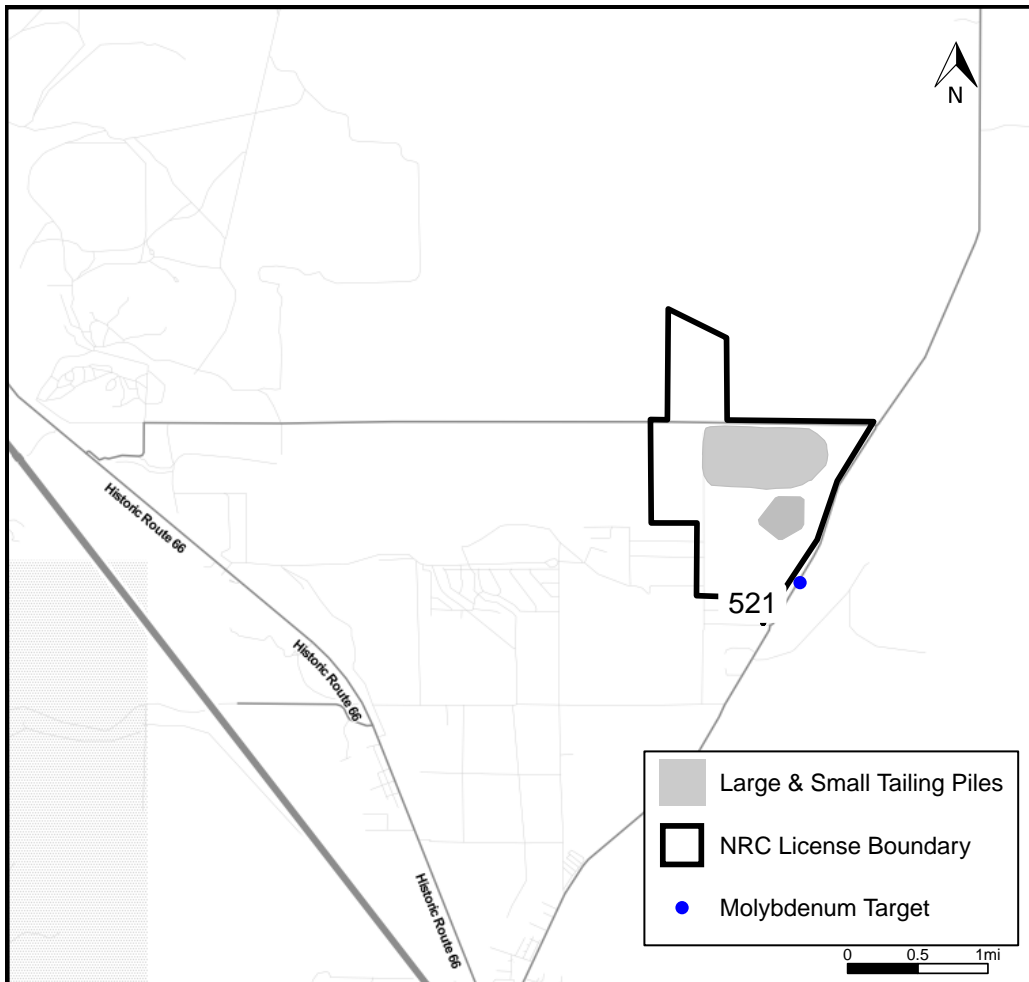 N
Historic Route 66
521
Historic Route 66
Historic Route 66
Large & Small Tailing Piles
NRC License Boundary
Molybdenum Target
0 0.5 1mi